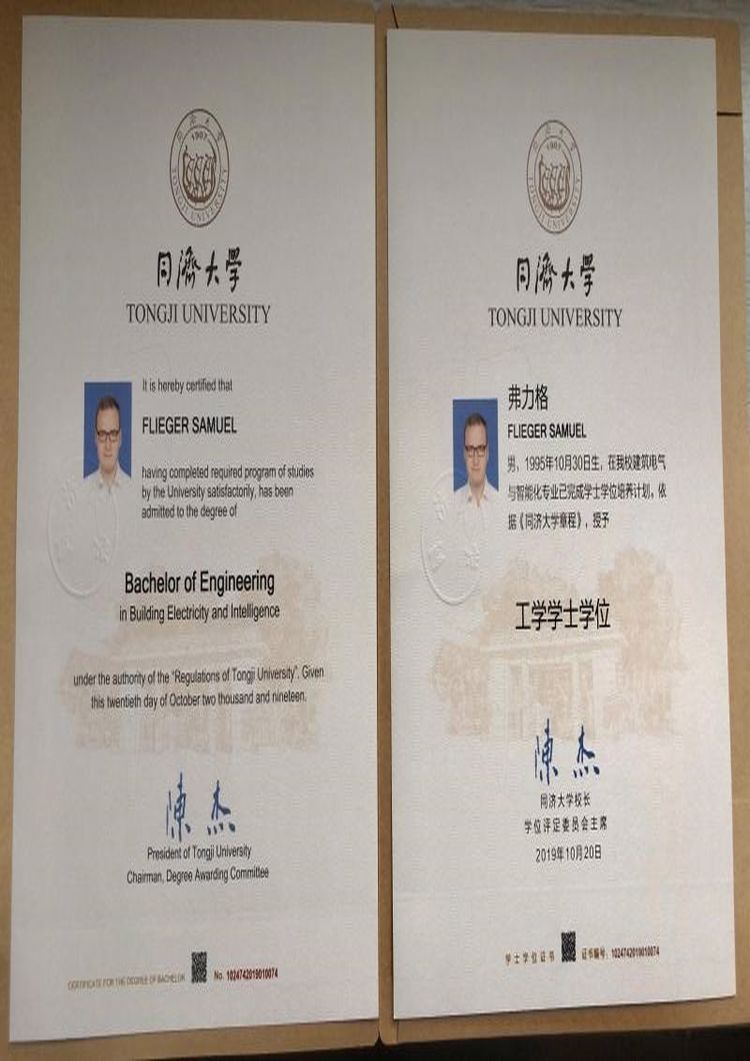 1907
TONGJI UNIVERSITY
同濟大学
TONGJI UNIVERSITY
It is hereby certified that
FLIEGER SAMUEL
having completed required program of studies
by the University satisfactorily, has been
admitted to the degree of
Bachelor of Engineering
in Building Electricity and Intelligence
under the authority of the "Regulations of Tongji University". Given
this twentieth day of October two thousand and nineteen.
陳杰
President of Tongji University
Chairman, Degree Awarding Committee
CERTIFICATE FOR THE DEGREE OF BACHELOR
No. 1024742019010074
1907
TONGJI UNIVERSITY
同濟大学
TONGJI UNIVERSITY
弗力格
FLIEGER SAMUEL
男，1995年10月30日生，在我校建筑电气
与智能化专业已完成学士学位培养计划，依
据《同济大学章程》，授予
工学学士学位
陳杰
同济大学校长
学位评定委员会主席
2019年10月20日
学士学位证书
证书编号：1024742019010074